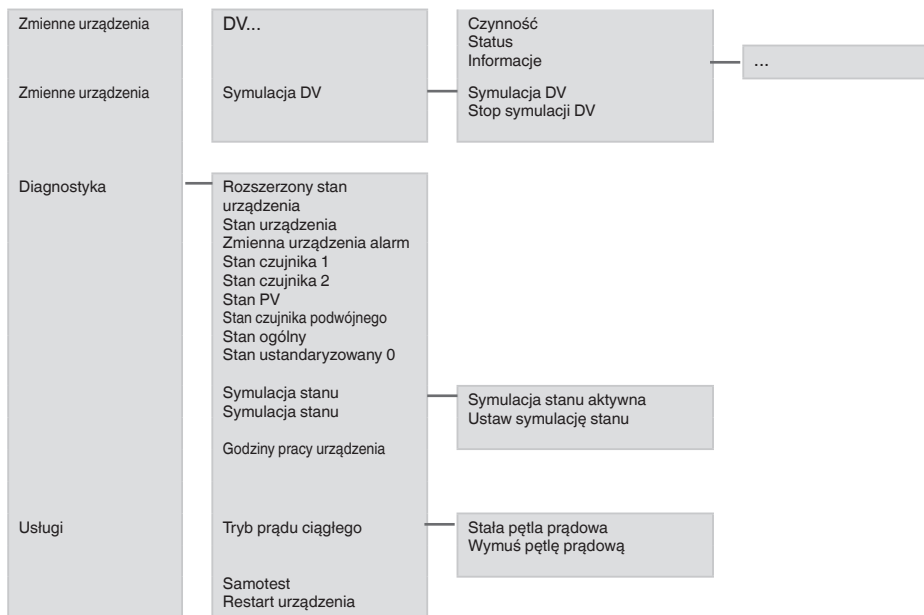 Zmienne urządzenia
DV...
Czynność
Status
Informacje
...
Zmienne urządzenia
Symulacja DV
Symulacja DV
Stop symulacji DV
Diagnostyka
Rozszerzony stan
urządzenia
Stan urządzenia
Zmienna urządzenia alarm
Stan czujnika 1
Stan czujnika 2
Stan PV
Stan czujnika podwójnego
Stan ogólny
Stan ustandaryzowany 0
Symulacja stanu
Symulacja stanu
Symulacja stanu aktywna
Ustaw symulację stanu
Godziny pracy urządzenia
Usługi
Tryb prądu ciągłego
Stała pętla prądowa
Wymuś pętlę prądową
Samotest
Restart urządzenia